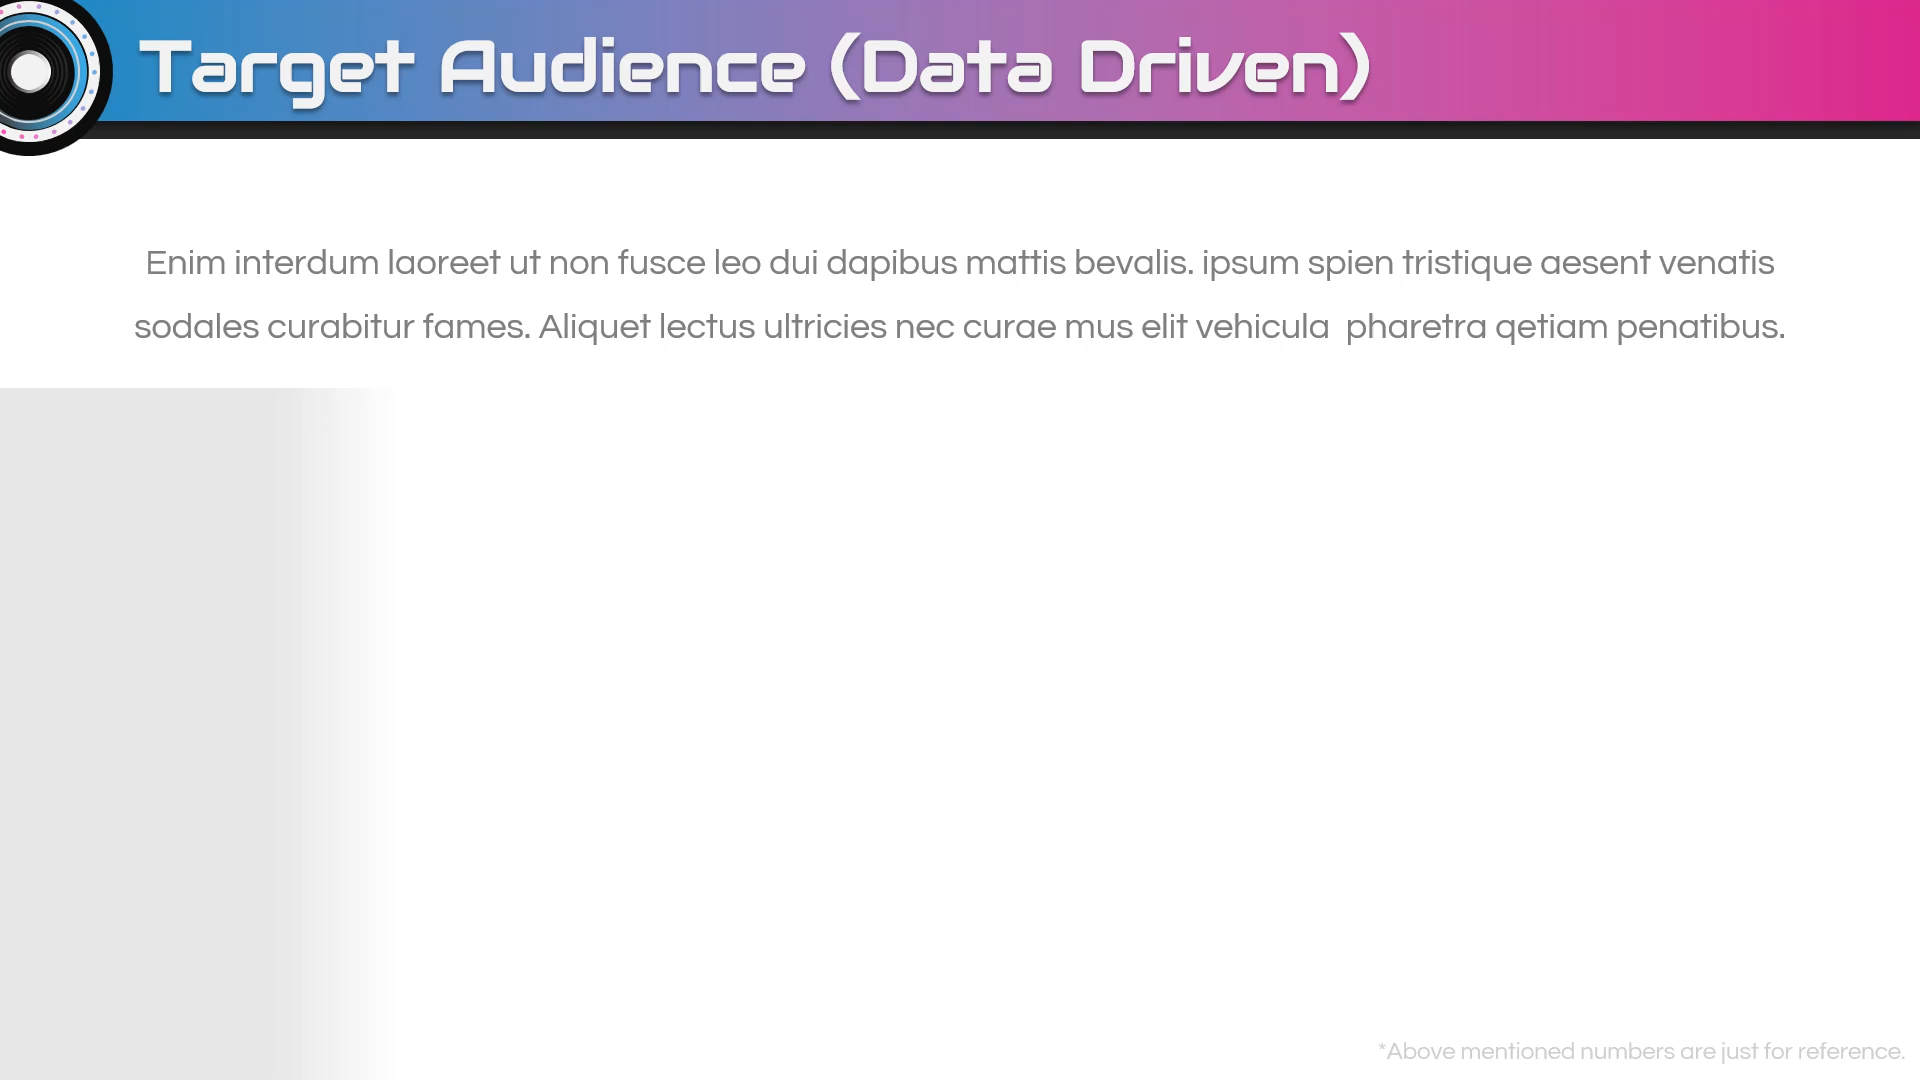 Target Audience (Data Driven)
Enim interdum laoreet ut non fusce leo dui dapibus mattis bevalis. ipsum spien tristique aesent venatis
sodales curabitur fames. Aliquet lectus ultricies nec curae mus elit vehicula  pharetra qetiam penatibus.
*Above mentioned numbers are just for reference.